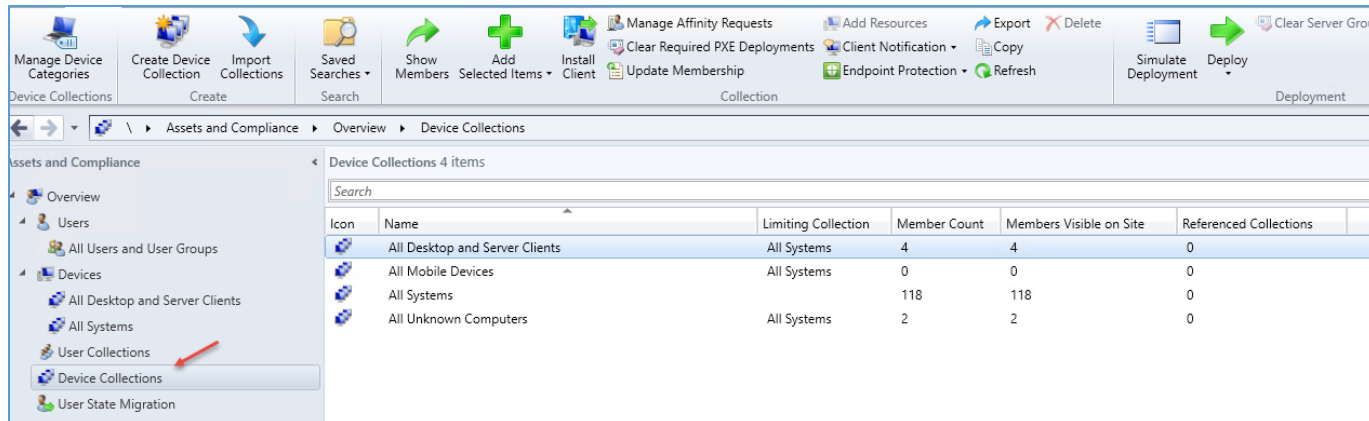 Manage Device Categories
Create Device Collection
Import Collections
Saved Searches
Show Members
Add Selected Items
Install Client
Manage Affinity Requests
Clear Required PXE Deployments
Update Membership
Add Resources
Client Notification
Endpoint Protection
Export
Copy
Refresh
Delete
Simulate Deployment
Deploy
Clear Server Gro
Device Collections
Create
Search
Collection
Deployment
\ Assets and Compliance Overview Device Collections
Assets and Compliance
Overview
Users
All Users and User Groups
Devices
All Desktop and Server Clients
All Systems
User Collections
Device Collections
User State Migration
Device Collections 4 items
Search
Icon Name Limiting Collection Member Count Members Visible on Site Referenced Collections
All Desktop and Server Clients All Systems 4 4 0
All Mobile Devices All Systems 0 0 0
All Systems 118 118 0
All Unknown Computers All Systems 2 2 0